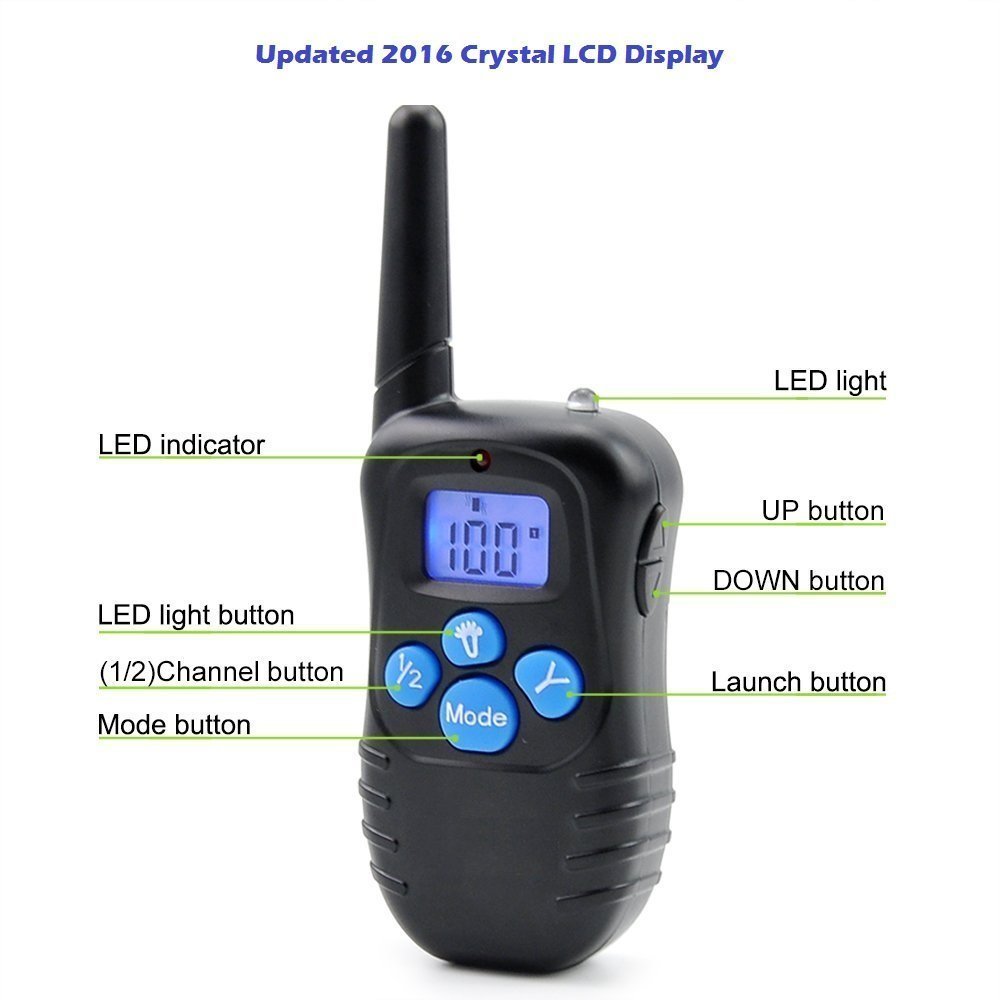 Updated 2016 Crystal LCD Display
LED light
LED indicator
UP button
100
1
DOWN button
LED light button
(1/2)Channel button
1/2
Launch button
Mode button
Mode